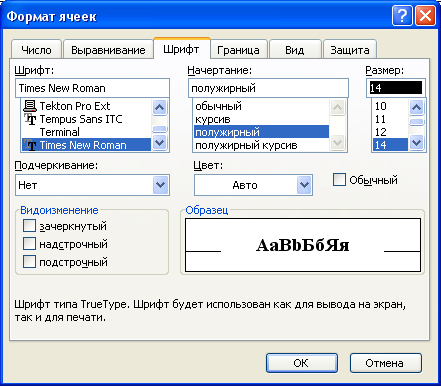 Формат ячеек
Число Выравнивание Шрифт Граница Вид Защита
Шрифт: Начертание: Размер:
Times New Roman полужирный 14
Tekton Pro Ext обычный 10
Tempus Sans ITC курсив 11
Terminal полужирный 12
Times New Roman полужирный курсив 14
Подчеркивание: Цвет:
Нет Авто Обычный
Видоизменение Образец
зачеркнутый
надстрочный
подстрочный
АаBbБбЯя
Шрифт типа TrueType. Шрифт будет использован как для вывода на экран,
так и для печати.
ОК Отмена